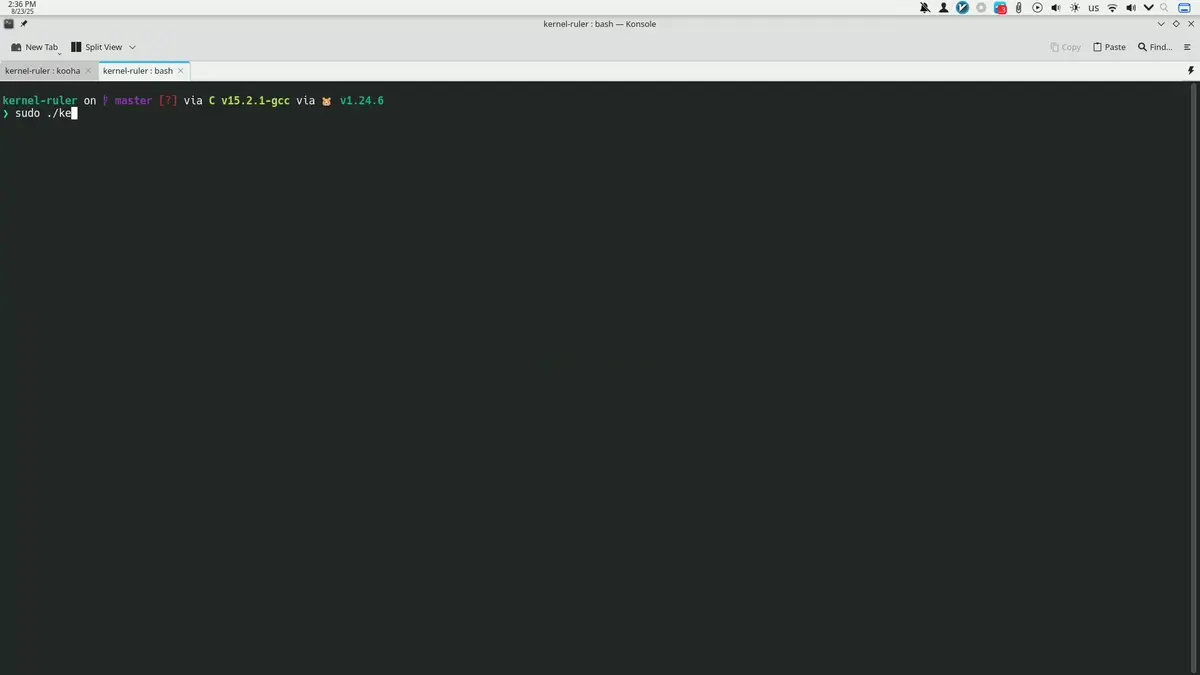 2:36 PM
8/23/25
us
kernel-ruler : bash — Konsole
New Tab
Split View
Copy
Paste
Find...
kernel-ruler : kooha
kernel-ruler : bash
kernel-ruler on master [?] via C v15.2.1-gcc via v1.24.6
❯ sudo ./ke